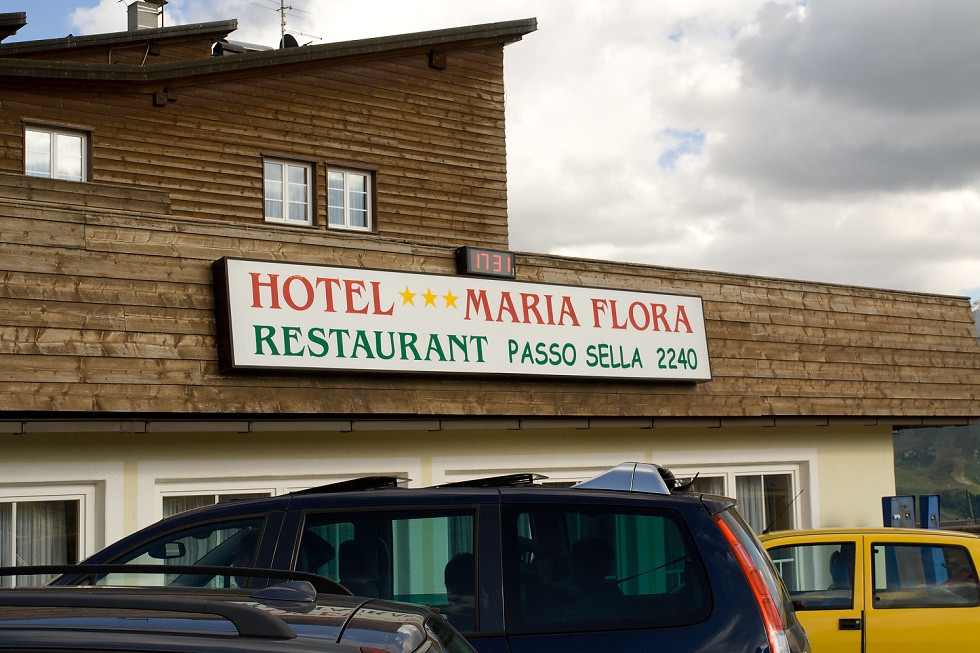 1731
HOTEL ★★★ MARIA FLORA
RESTAURANT PASSO SELLA 2240